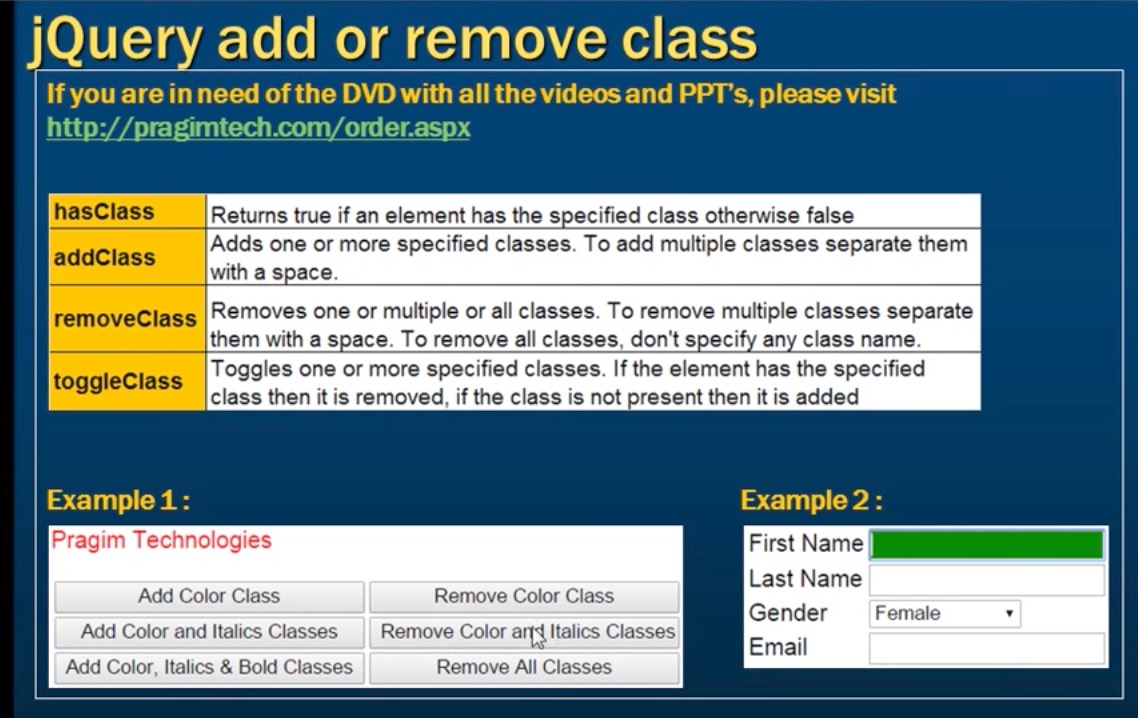 jQuery add or remove class
If you are in need of the DVD with all the videos and PPT's, please visit
http://pragimtech.com/order.aspx
hasClass
Returns true if an element has the specified class otherwise false
addClass
Adds one or more specified classes. To add multiple classes separate them
with a space.
removeClass
Removes one or multiple or all classes. To remove multiple classes separate
them with a space. To remove all classes, don't specify any class name.
toggleClass
Toggles one or more specified classes. If the element has the specified
class then it is removed, if the class is not present then it is added
Example 1 :
Pragim Technologies
Add Color Class
Remove Color Class
Add Color and Italics Classes
Remove Color and Italics Classes
Add Color, Italics & Bold Classes
Remove All Classes
Example 2 :
First Name
Last Name
Gender
Female
Email